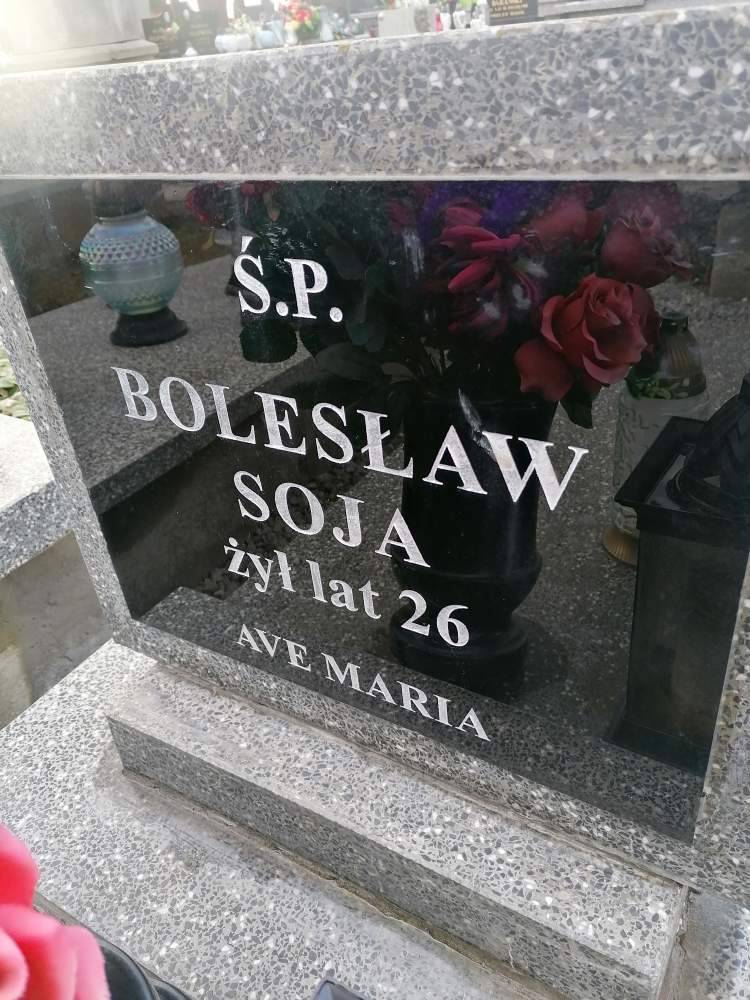 Ś.P.
BOLESŁAW
SOJA
żył lat 26
AVE MARIA